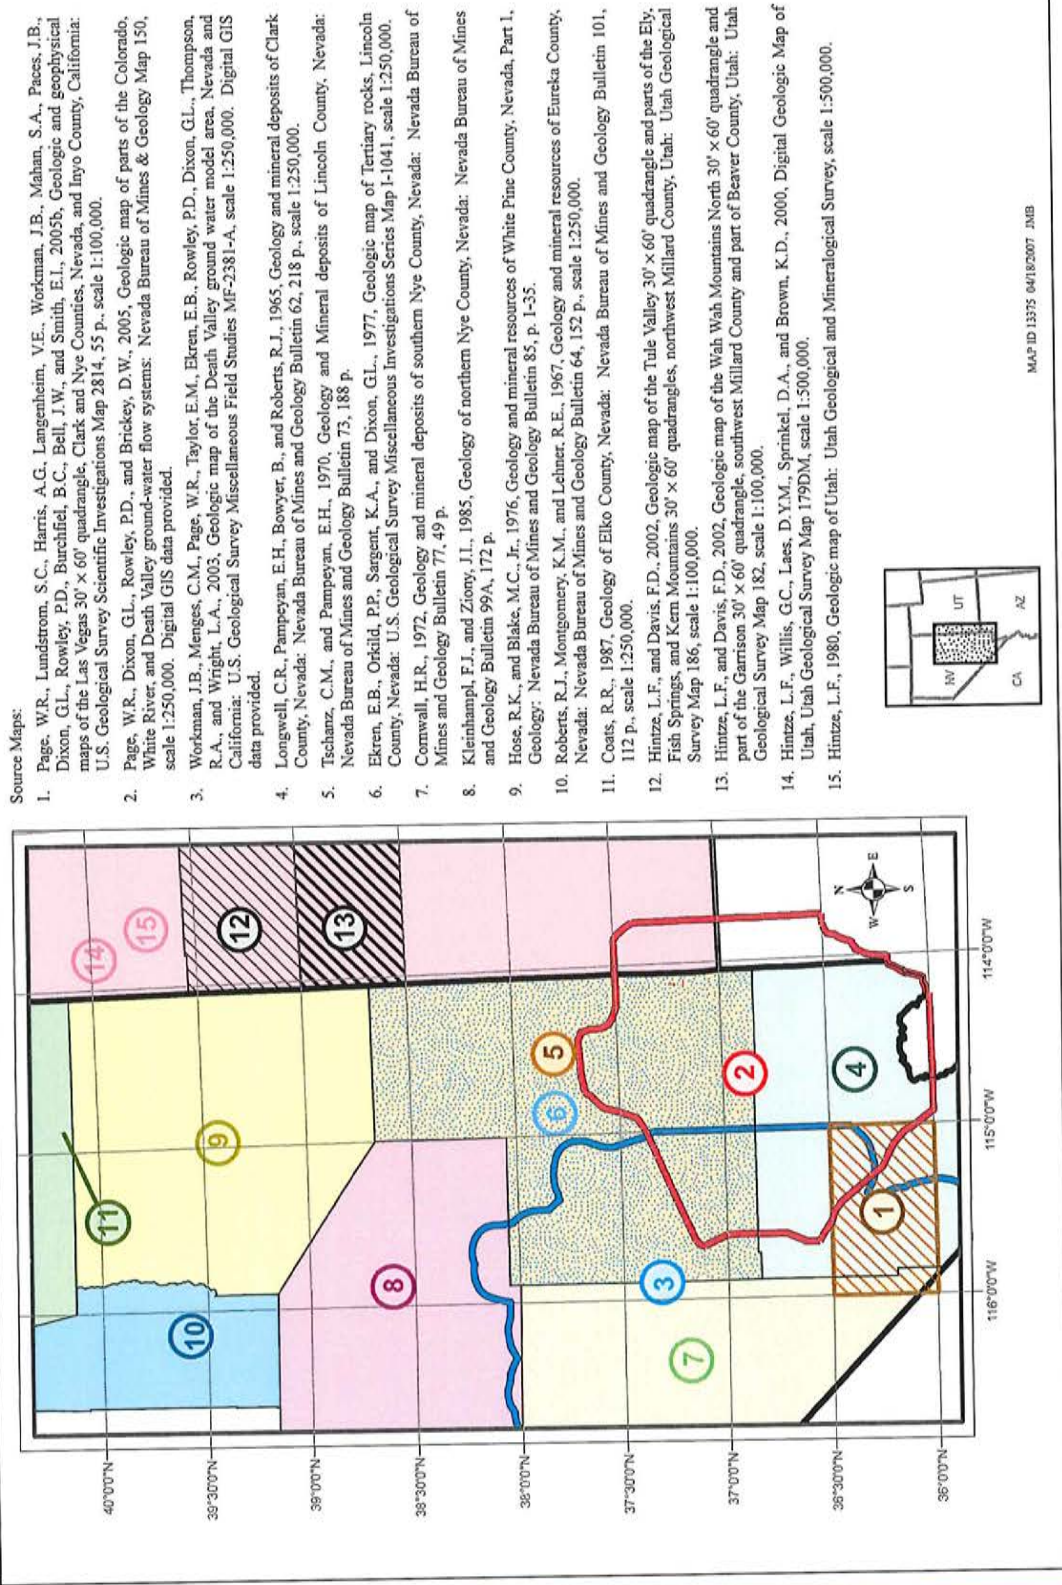 Source Maps:
1. Page, W.R., Lundstrom, S.C., Harris, A.G., Langenheim, V.E., Workman, J.B., Mahan, S.A., Paces, J.B.,
Dixon, G.L., Rowley, P.D., Burchfiel, B.C., Bell, J.W., and Smith, E.I., 2005b, Geologic and geophysical
maps of the Las Vegas 30' × 60' quadrangle, Clark and Nye Counties, Nevada, and Inyo County, California:
U.S. Geological Survey Scientific Investigations Map 2814, 55 p., scale 1:100,000.
2. Page, W.R., Dixon, G.L., Rowley, P.D., and Brickey, D.W., 2005, Geologic map of parts of the Colorado,
White River, and Death Valley ground-water flow systems: Nevada Bureau of Mines & Geology Map 150,
scale 1:250,000. Digital GIS data provided.
3. Workman, J.B., Menges, C.M., Page, W.R., Taylor, E.M., Ekren, E.B., Rowley, P.D., Dixon, G.L., Thompson,
R.A., and Wright, L.A., 2003, Geologic map of the Death Valley ground water model area, Nevada and
California: U.S. Geological Survey Miscellaneous Field Studies MF-2381-A, scale 1:250,000. Digital GIS
data provided.
4. Longwell, C.R., Pampeyan, E.H., Bowyer, B., and Roberts, R.J., 1965, Geology and mineral deposits of Clark
County, Nevada: Nevada Bureau of Mines and Geology Bulletin 62, 218 p., scale 1:250,000.
5. Tschanz, C.M., and Pampeyan, E.H., 1970, Geology and Mineral deposits of Lincoln County, Nevada:
Nevada Bureau of Mines and Geology Bulletin 73, 188 p.
6. Ekren, E.B., Orkild, P.P., Sargent, K.A., and Dixon, G.L., 1977, Geologic map of Tertiary rocks, Lincoln
County, Nevada: U.S. Geological Survey Miscellaneous Investigations Series Map I-1041, scale 1:250,000.
7. Cornwall, H.R., 1972, Geology and mineral deposits of southern Nye County, Nevada: Nevada Bureau of
Mines and Geology Bulletin 77, 49 p.
8. Kleinhampl, F.J., and Ziony, J.I., 1985, Geology of northern Nye County, Nevada: Nevada Bureau of Mines
and Geology Bulletin 99A, 172 p.
9. Hose, R.K., and Blake, M.C., Jr., 1976, Geology and mineral resources of White Pine County, Nevada, Part 1,
Geology: Nevada Bureau of Mines and Geology Bulletin 85, p. 1-35.
10. Roberts, R.J., Montgomery, K.M., and Lehner, R.E., 1967, Geology and mineral resources of Eureka County,
Nevada: Nevada Bureau of Mines and Geology Bulletin 64, 152 p., scale 1:250,000.
11. Coats, R.R., 1987, Geology of Elko County, Nevada: Nevada Bureau of Mines and Geology Bulletin 101,
112 p., scale 1:250,000.
12. Hintze, L.F., and Davis, F.D., 2002, Geologic map of the Tule Valley 30' × 60' quadrangle and parts of the Ely,
Fish Springs, and Kern Mountains 30' × 60' quadrangles, northwest Millard County, Utah: Utah Geological
Survey Map 186, scale 1:100,000.
13. Hintze, L.F., and Davis, F.D., 2002, Geologic map of the Wah Wah Mountains North 30' × 60' quadrangle and
part of the Garrison 30' × 60' quadrangle, southwest Millard County and part of Beaver County, Utah: Utah
Geological Survey Map 182, scale 1:100,000.
14. Hintze, L.F., Willis, G.C., Laes, D.Y.M., Sprinkel, D.A., and Brown, K.D., 2000, Digital Geologic Map of
Utah, Utah Geological Survey Map 179DM, scale 1:500,000.
15. Hintze, L.F., 1980, Geologic map of Utah: Utah Geological and Mineralogical Survey, scale 1:500,000.
NV
UT
CA
AZ
MAP ID 13375 04/18/2007 JMB
40°0'0"N
39°30'0"N
39°0'0"N
38°30'0"N
38°0'0"N
37°30'0"N
37°0'0"N
36°30'0"N
36°0'0"N
116°0'0"W
115°0'0"W
114°0'0"W
14
15
12
13
11
9
10
8
6
5
3
2
7
4
1
N
W
E
S